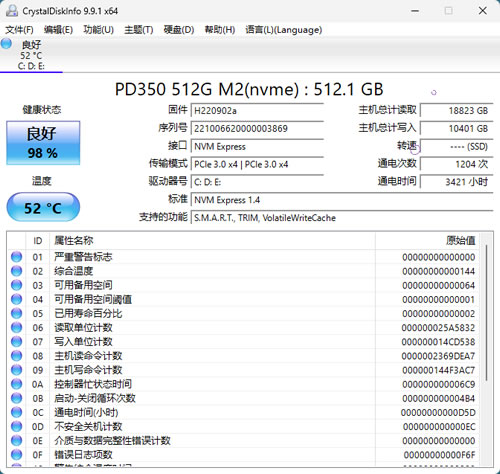 CrystalDiskInfo 9.9.1 x64
文件(F) 编辑(E) 功能(U) 主题(T) 硬盘(D) 帮助(H) 语言(L)(Language)
良好
52 °C
C: D: E:
PD350 512G M2(nvme) : 512.1 GB
健康状态
良好
98 %
温度
52 °C
固件 H220902a
序列号 221006620000003869
接口 NVM Express
传输模式 PCIe 3.0 x4 | PCIe 3.0 x4
驱动器号 C: D: E:
标准 NVM Express 1.4
支持的功能 S.M.A.R.T., TRIM, VolatileWriteCache
主机总计读取 18823 GB
主机总计写入 10401 GB
转速 ---- (SSD)
通电次数 1204 次
通电时间 3421 小时
ID 属性名称 原始值
01 严重警告标志 00000000000000
02 综合温度 00000000000144
03 可用备用空间 00000000000064
04 可用备用空间阈值 00000000000001
05 已用寿命百分比 00000000000002
06 读取单位计数 000000025A5832
07 写入单位计数 000000014CD538
08 主机读命令计数 0000002369DEA7
09 主机写命令计数 000000144F3AC7
0A 控制器忙状态时间 000000000006C9
0B 启动-关闭循环次数 000000000004B4
0C 通电时间(小时) 00000000000D5D
0D 不安全关机计数 000000000000EC
0E 介质与数据完整性错误计数 00000000000000
0F 错误日志项数 00000000000F6F